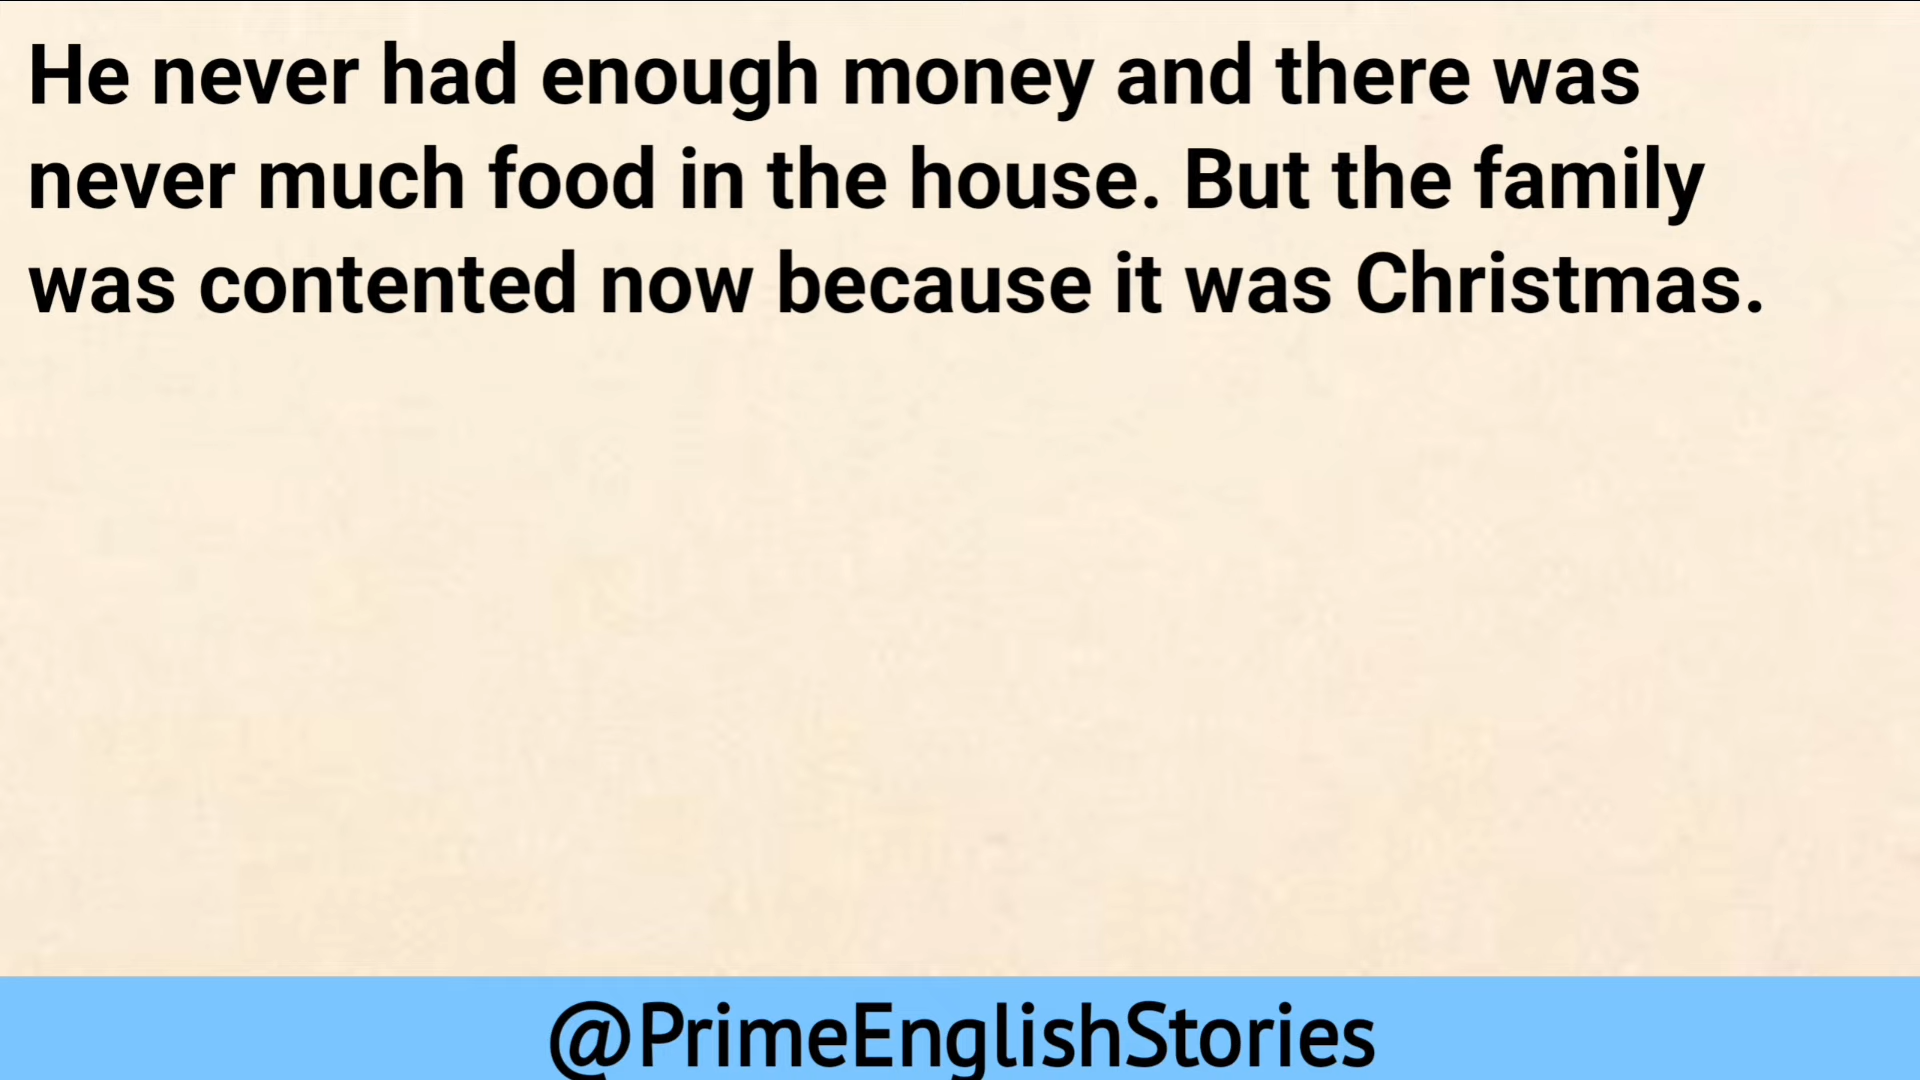 He never had enough money and there was
never much food in the house. But the family
was contented now because it was Christmas.
@PrimeEnglishStories